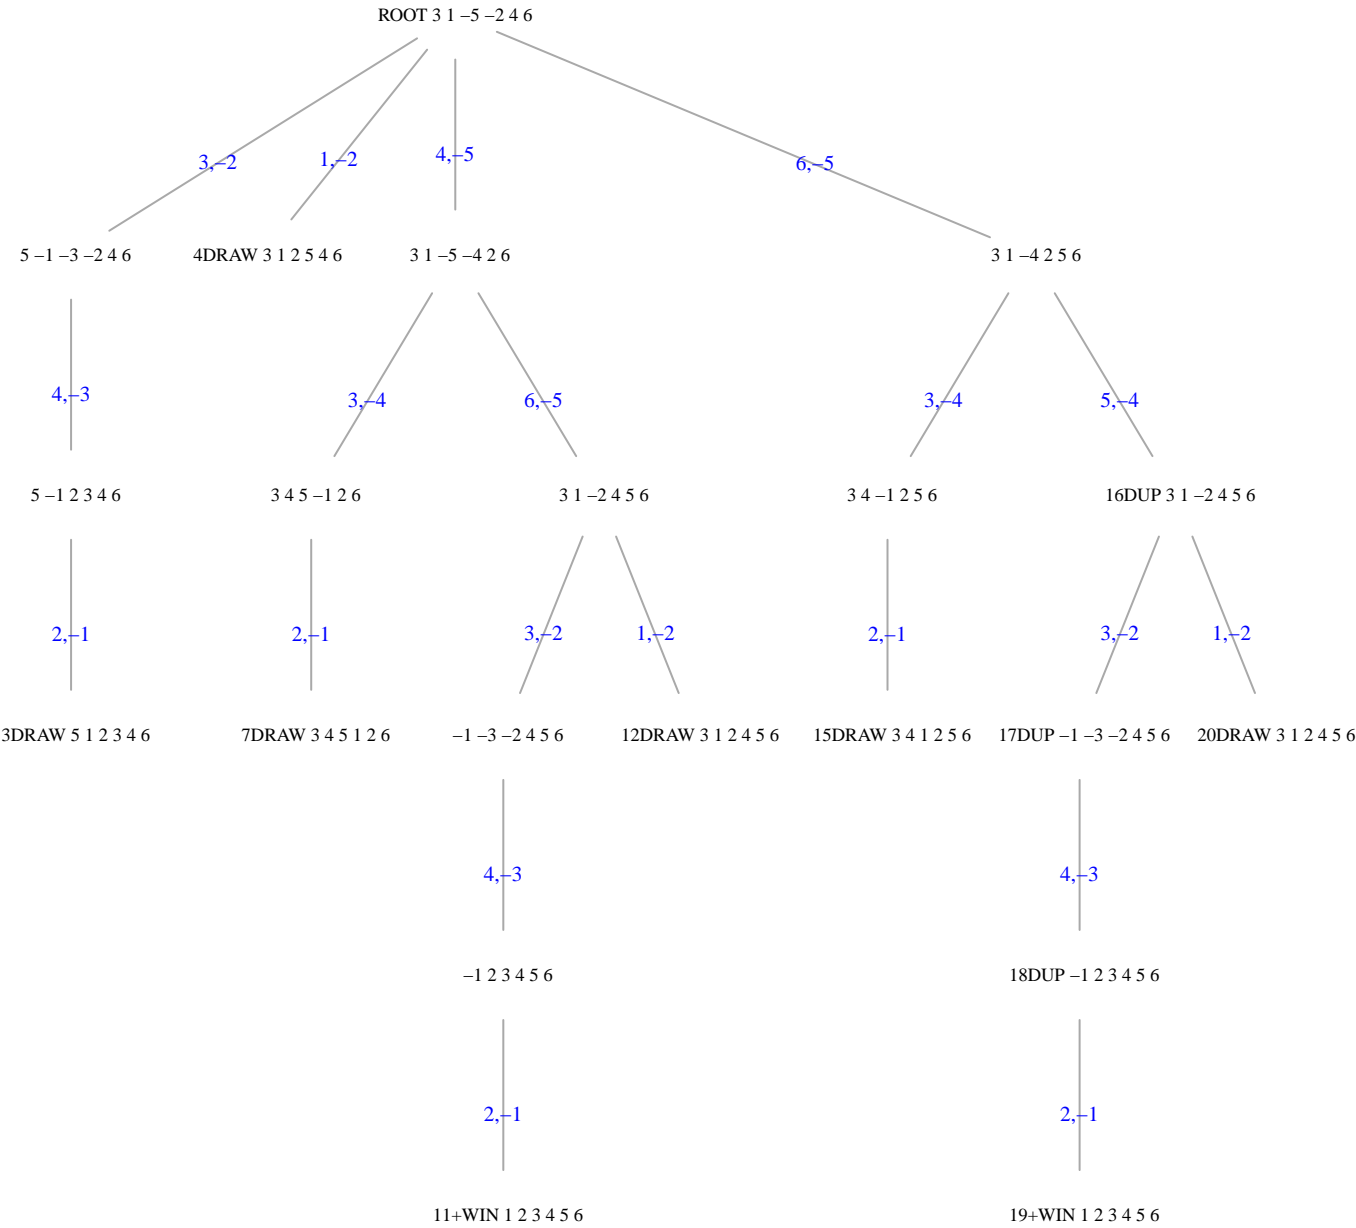 ROOT 3 1 –5 –2 4 6
3,–2
1,–2
4,–5
6,–5
5 –1 –3 –2 4 6
4DRAW 3 1 2 5 4 6
3 1 –5 –4 2 6
3 1 –4 2 5 6
4,–3
3,–4
6,–5
3,–4
5,–4
5 –1 2 3 4 6
3 4 5 –1 2 6
3 1 –2 4 5 6
3 4 –1 2 5 6
16DUP 3 1 –2 4 5 6
2,–1
2,–1
3,–2
1,–2
2,–1
3,–2
1,–2
3DRAW 5 1 2 3 4 6
7DRAW 3 4 5 1 2 6
–1 –3 –2 4 5 6
12DRAW 3 1 2 4 5 6
15DRAW 3 4 1 2 5 6
17DUP –1 –3 –2 4 5 6
20DRAW 3 1 2 4 5 6
4,–3
4,–3
–1 2 3 4 5 6
18DUP –1 2 3 4 5 6
2,–1
2,–1
11+WIN 1 2 3 4 5 6
19+WIN 1 2 3 4 5 6